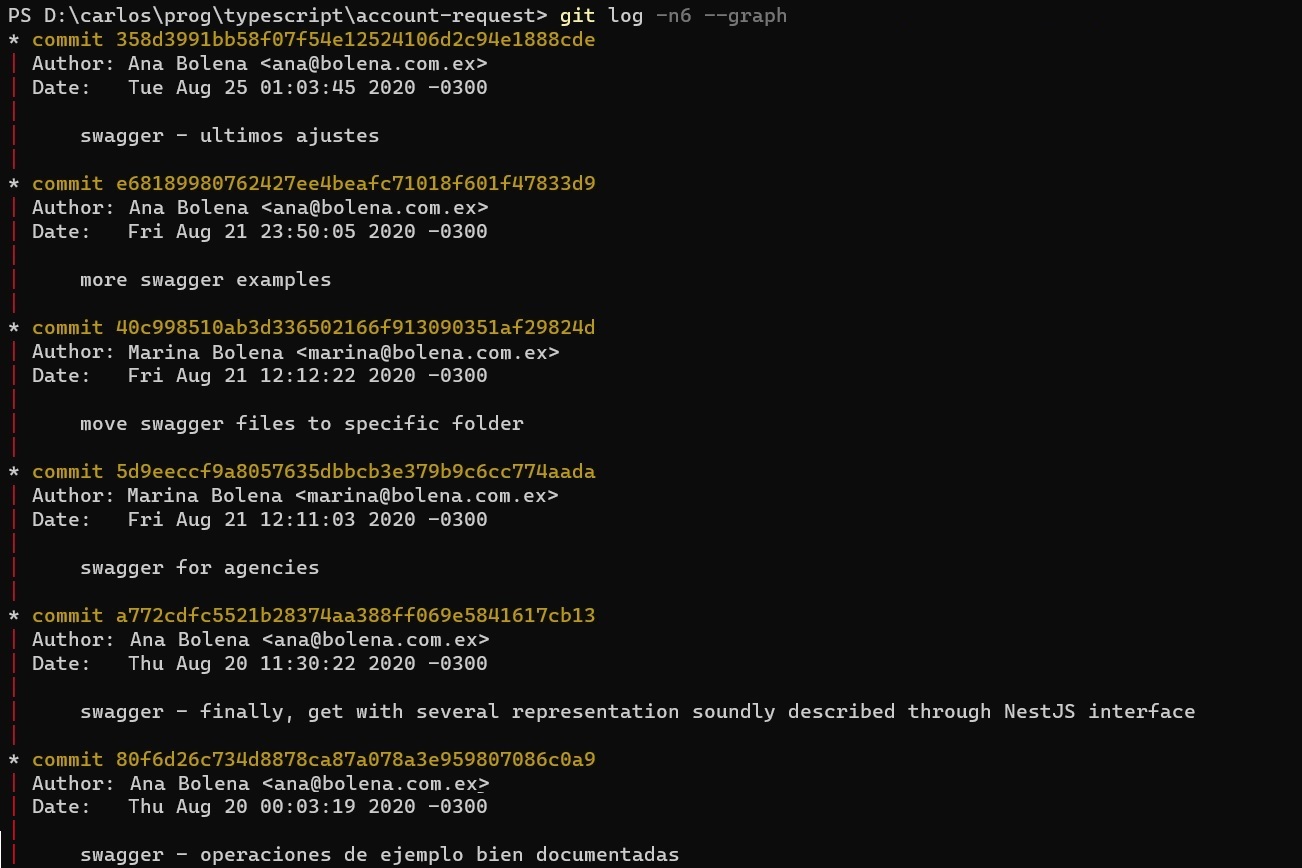 PS D:\carlos\prog\typescript\account-request> git log -n6 --graph
* commit 358d3991bb58f07f54e12524106d2c94e1888cde
| Author: Ana Bolena <ana@bolena.com.ex>
| Date:   Tue Aug 25 01:03:45 2020 -0300
|
|     swagger - ultimos ajustes
|
* commit e68189980762427ee4beafc71018f601f47833d9
| Author: Ana Bolena <ana@bolena.com.ex>
| Date:   Fri Aug 21 23:50:05 2020 -0300
|
|     more swagger examples
|
* commit 40c998510ab3d336502166f913090351af29824d
| Author: Marina Bolena <marina@bolena.com.ex>
| Date:   Fri Aug 21 12:12:22 2020 -0300
|
|     move swagger files to specific folder
|
* commit 5d9eeccf9a8057635dbbcb3e379b9c6cc774aada
| Author: Marina Bolena <marina@bolena.com.ex>
| Date:   Fri Aug 21 12:11:03 2020 -0300
|
|     swagger for agencies
|
* commit a772cdfc5521b28374aa388ff069e5841617cb13
| Author: Ana Bolena <ana@bolena.com.ex>
| Date:   Thu Aug 20 11:30:22 2020 -0300
|
|     swagger - finally, get with several representation soundly described through NestJS interface
|
* commit 80f6d26c734d8878ca87a078a3e959807086c0a9
| Author: Ana Bolena <ana@bolena.com.ex>
| Date:   Thu Aug 20 00:03:19 2020 -0300
|
|     swagger - operaciones de ejemplo bien documentadas